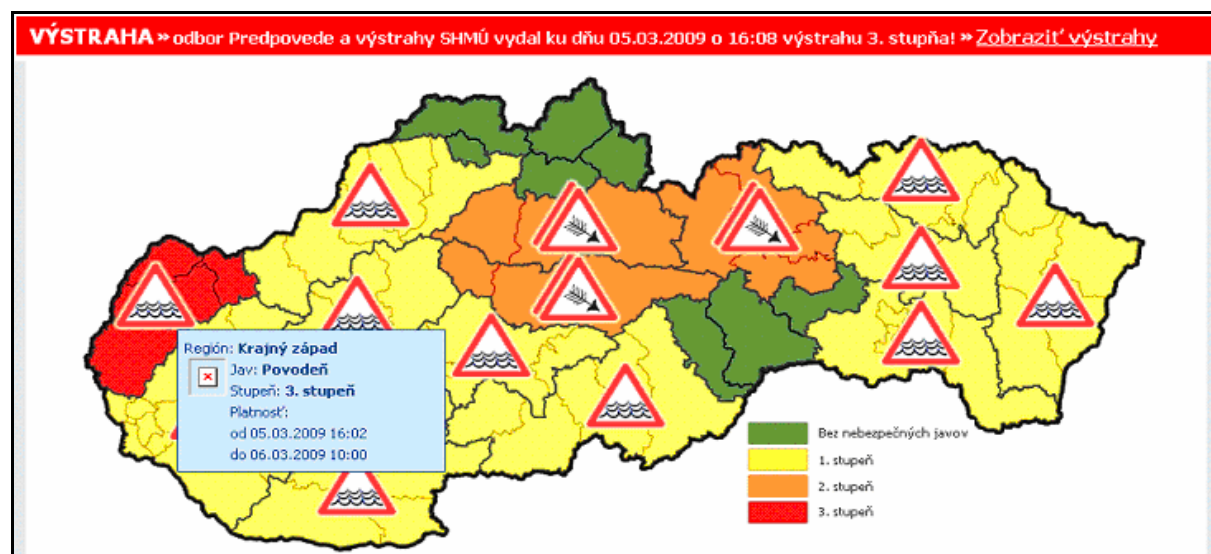 VÝSTRAHA » odbor Predpovede a výstrahy SHMÚ vydal ku dňu 05.03.2009 o 16:08 výstrahu 3. stupňa! » Zobraziť výstrahy
Región: Krajný západ
Jav: Povodeň
Stupeň: 3. stupeň
Platnosť:
od 05.03.2009 16:02
do 06.03.2009 10:00
Bez nebezpečných javov
1. stupeň
2. stupeň
3. stupeň